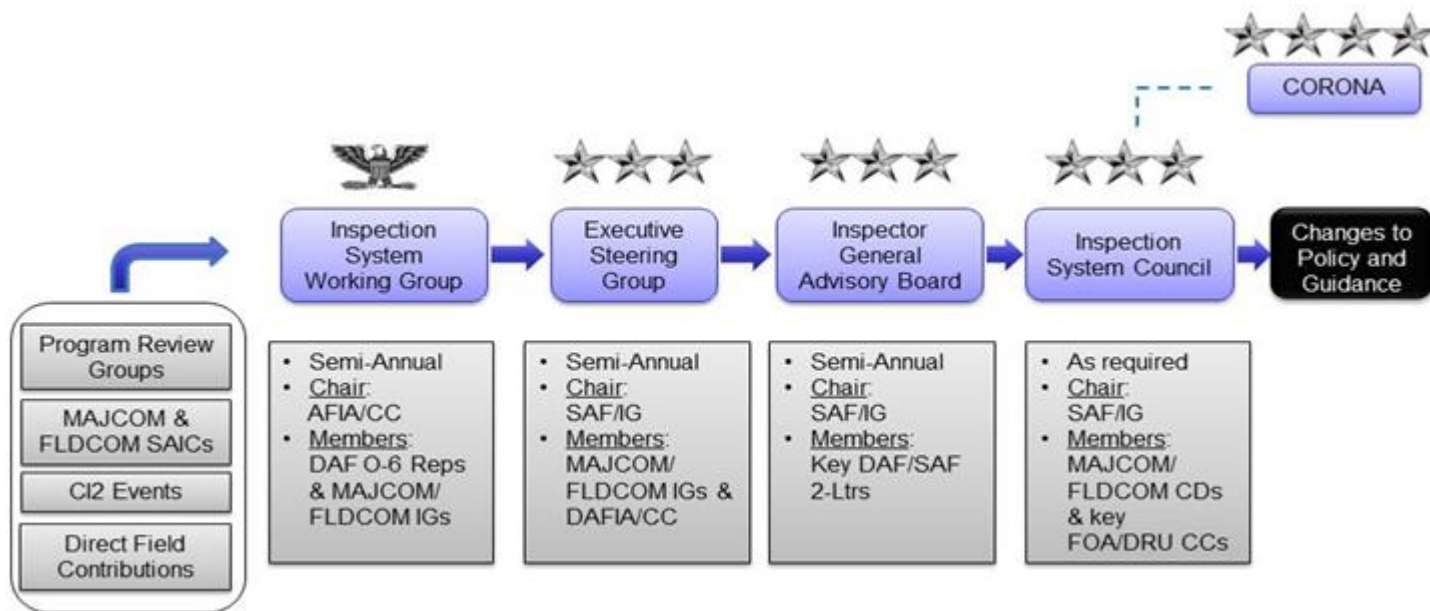 CORONA
Inspection
System
Working Group
Executive
Steering
Group
Inspector
General
Advisory Board
Inspection
System Council
Changes to
Policy and
Guidance
Program Review
Groups
MAJCOM &
FLDCOM SAICs
CI2 Events
Direct Field
Contributions
• Semi-Annual
• Chair:
AFIA/CC
• Members:
DAF O-6 Reps
& MAJCOM/
FLDCOM IGs
• Semi-Annual
• Chair:
SAF/IG
• Members:
MAJCOM/
FLDCOM IGs &
DAFIA/CC
• Semi-Annual
• Chair:
SAF/IG
• Members:
Key DAF/SAF
2-Ltrs
• As required
• Chair:
SAF/IG
• Members:
MAJCOM/
FLDCOM CDs
& key
FOA/DRU CCs